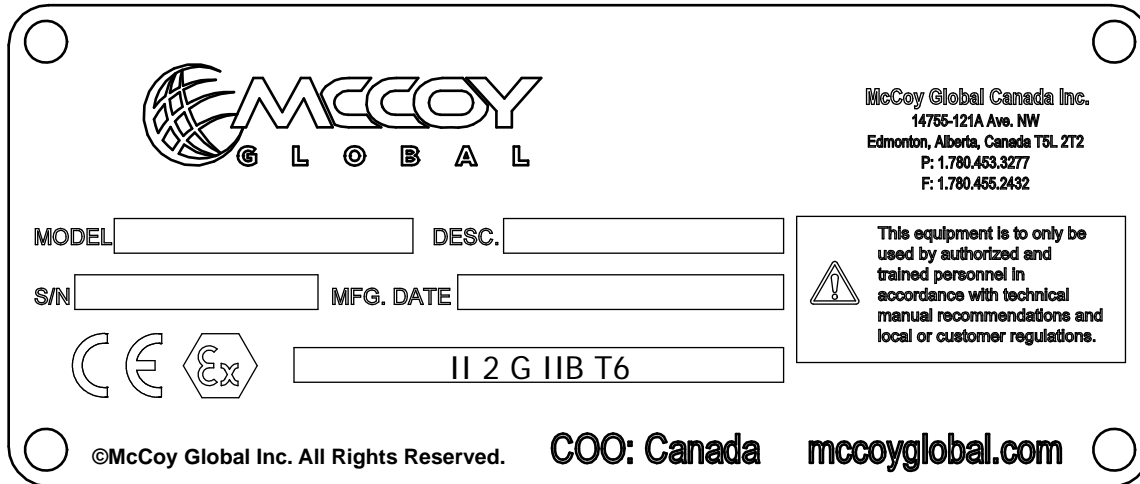 McCOY
GLOBAL
McCoy Global Canada Inc.
14755-121A Ave. NW
Edmonton, Alberta, Canada T5L 2T2
P: 1.780.453.3277
F: 1.780.455.2432
MODEL DESC.
S/N MFG. DATE
This equipment is to only be
used by authorized and
trained personnel in
accordance with technical
manual recommendations and
local or customer regulations.
CE Ex II 2 G IIB T6
©McCoy Global Inc. All Rights Reserved. COO: Canada mccoyglobal.com